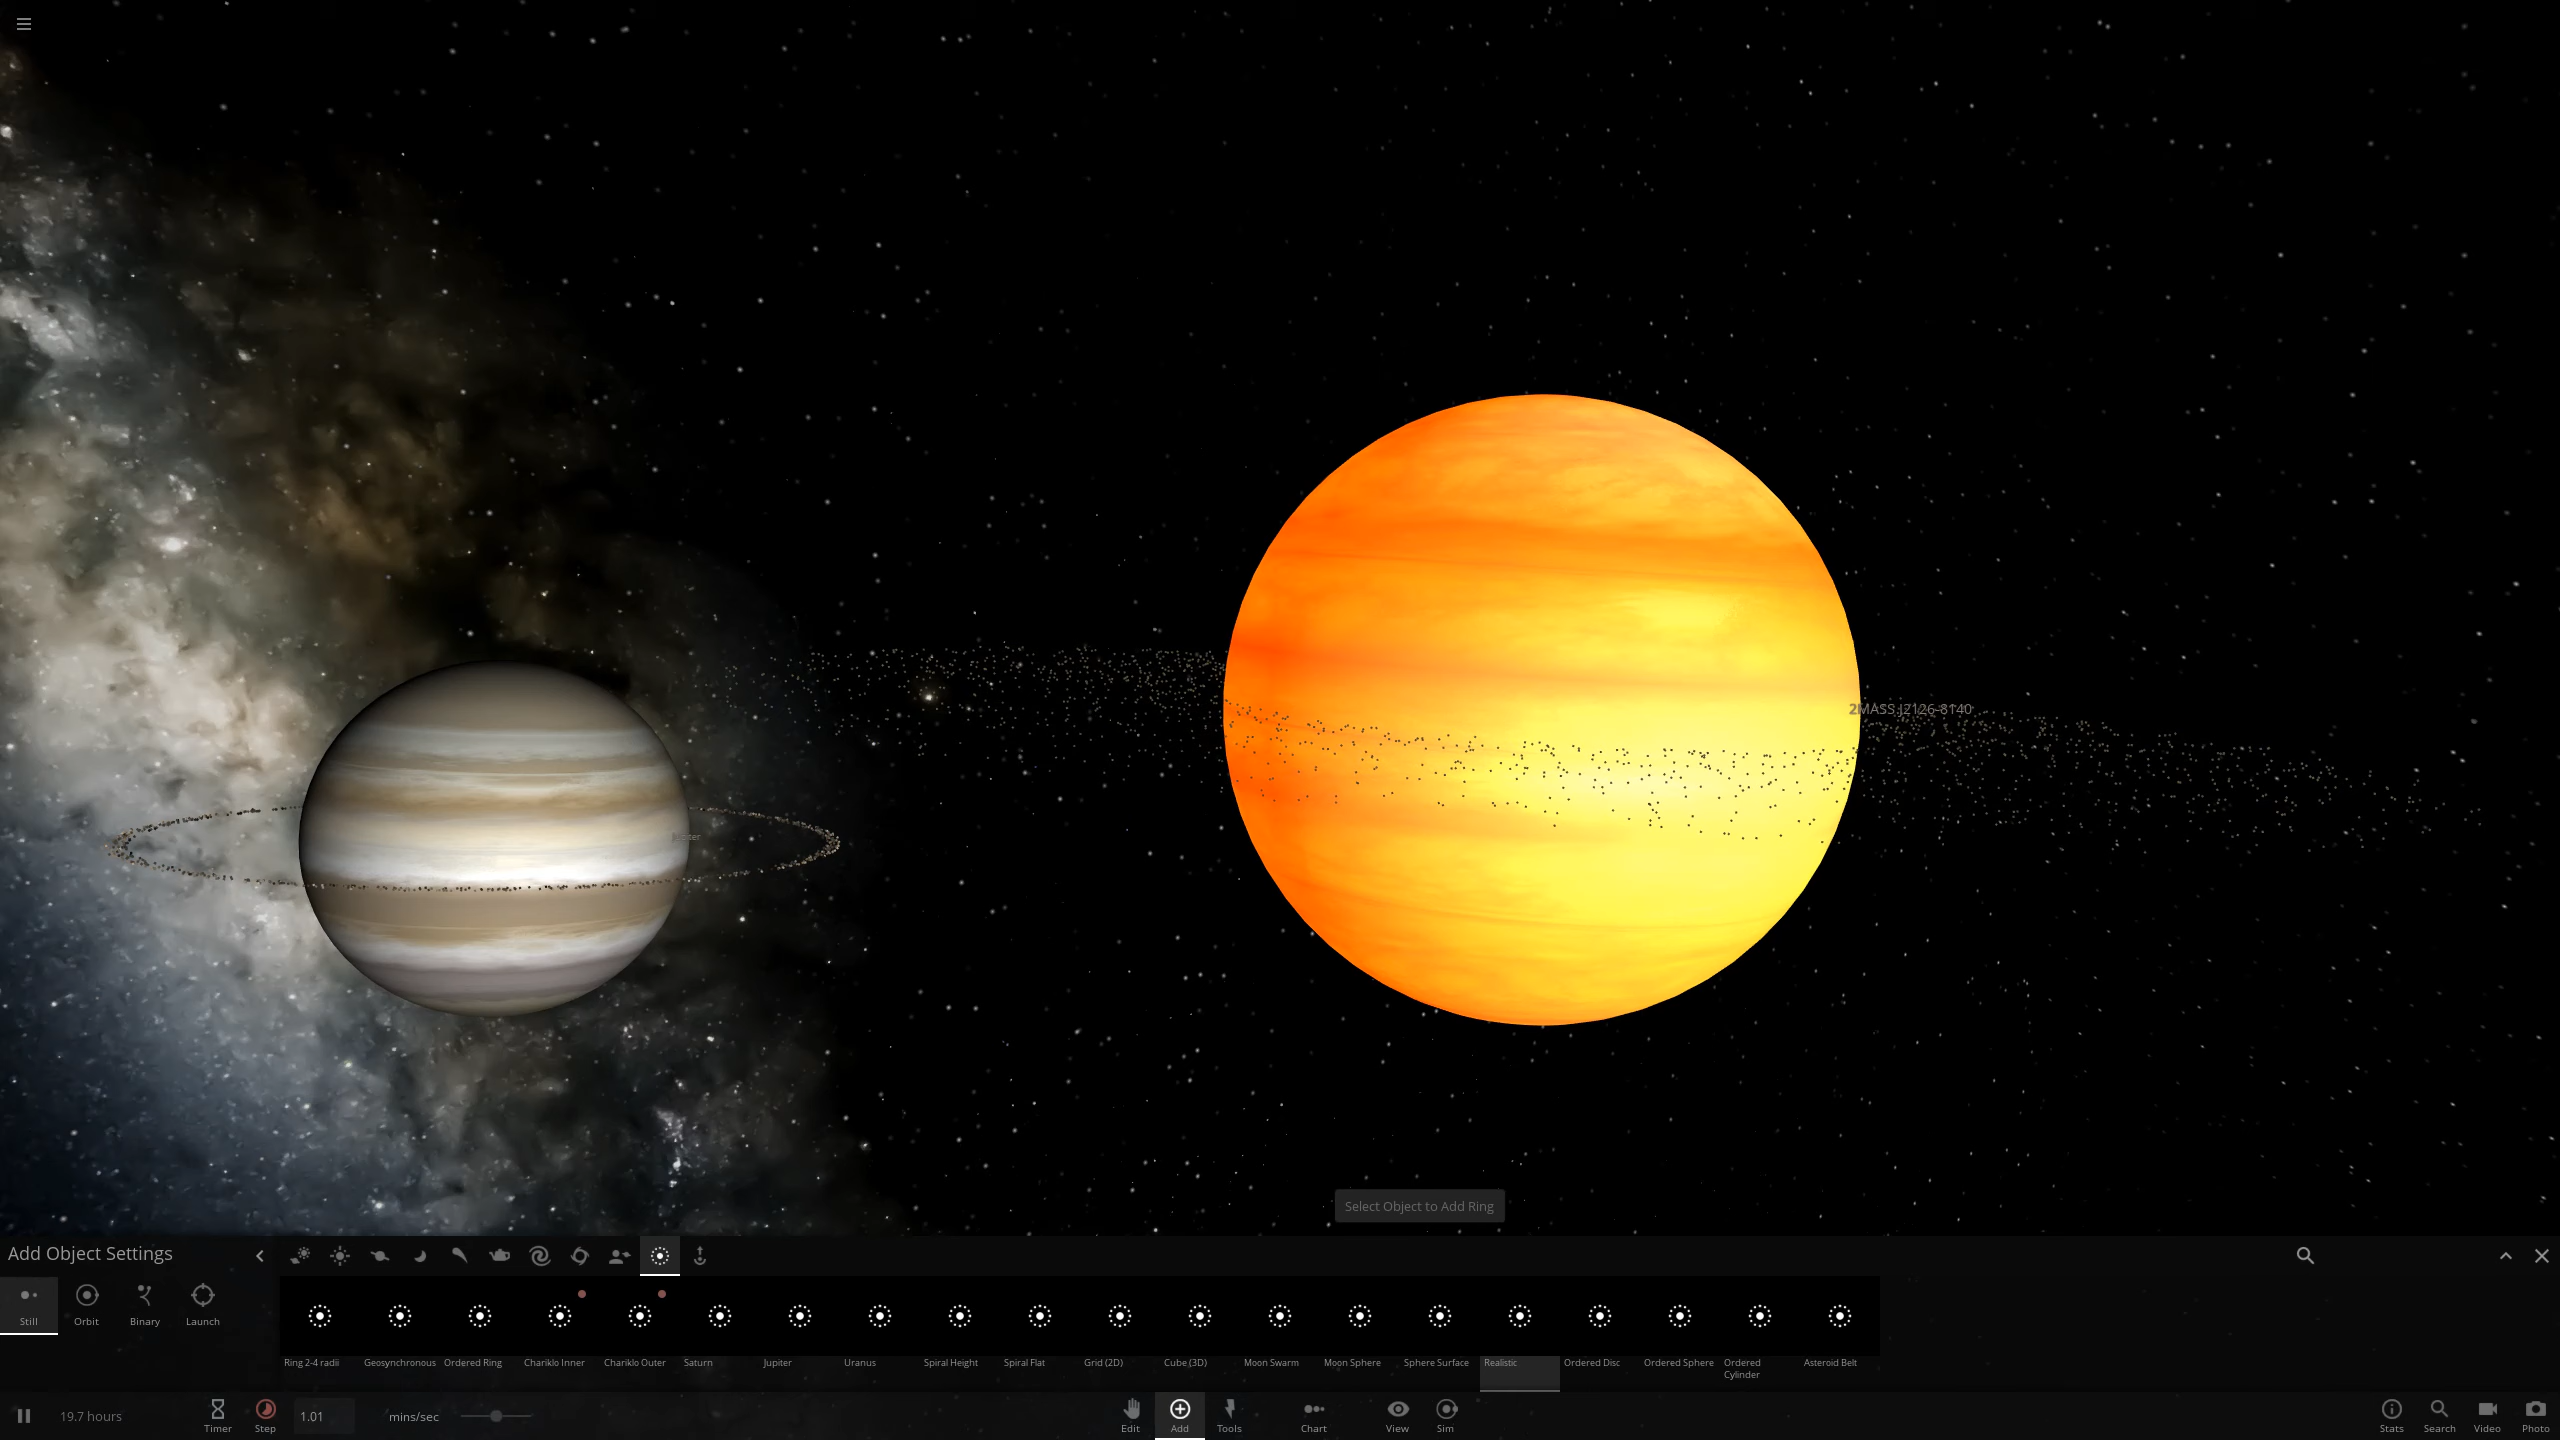 2MASS J2126-8140
Jupiter
Select Object to Add Ring
Add Object Settings
Still
Orbit
Binary
Launch
Ring 2-4 radii
Geosynchronous
Ordered Ring
Chariklo Inner
Chariklo Outer
Saturn
Jupiter
Uranus
Spiral Height
Spiral Flat
Grid (2D)
Cube (3D)
Moon Swarm
Moon Sphere
Sphere Surface
Realistic
Ordered Disc
Ordered Sphere
Ordered
Cylinder
Asteroid Belt
19.7 hours
Timer
Step
1.01
mins/sec
Edit
Add
Tools
Chart
View
Sim
Stats
Search
Video
Photo